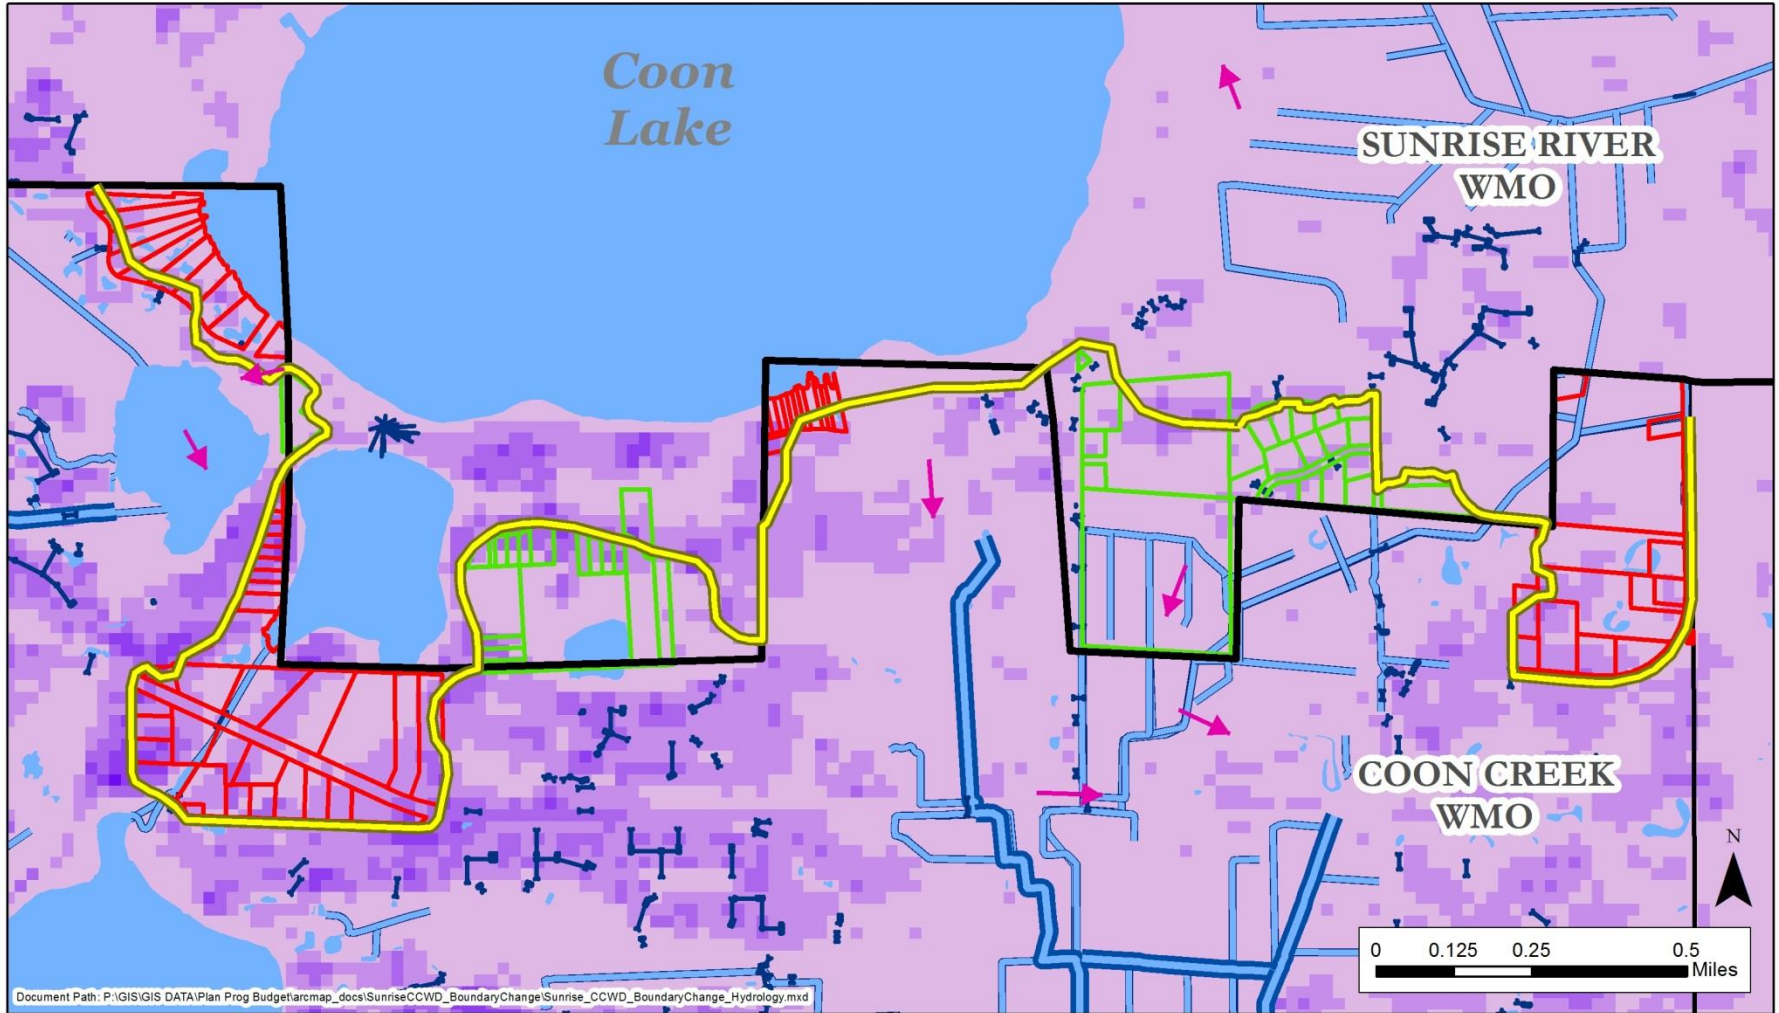 Coon
Lake
SUNRISE RIVER
WMO
COON CREEK
WMO
N
0 0.125 0.25 0.5
Miles
Document Path: P:\GIS\GIS DATA\Plan Prog Budget\arcmap_docs\SunriseCCWD_BoundaryChange\Sunrise_CCWD_BoundaryChange_Hydrology.mxd